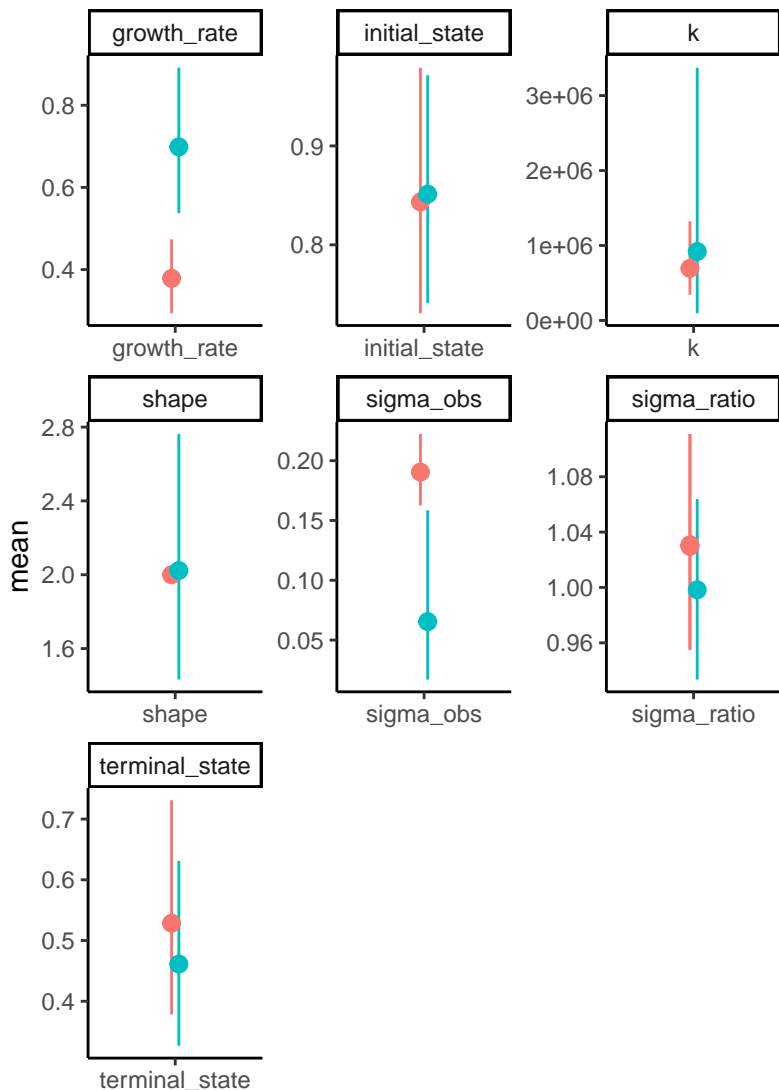 growth_rate
initial_state
k
0.8
0.6
0.4
0.9
0.8
3e+06
2e+06
1e+06
0e+00
growth_rate
initial_state
k
shape
sigma_obs
sigma_ratio
mean
2.8
2.4
2.0
1.6
0.20
0.15
0.10
0.05
1.08
1.04
1.00
0.96
shape
sigma_obs
sigma_ratio
terminal_state
0.7
0.6
0.5
0.4
terminal_state